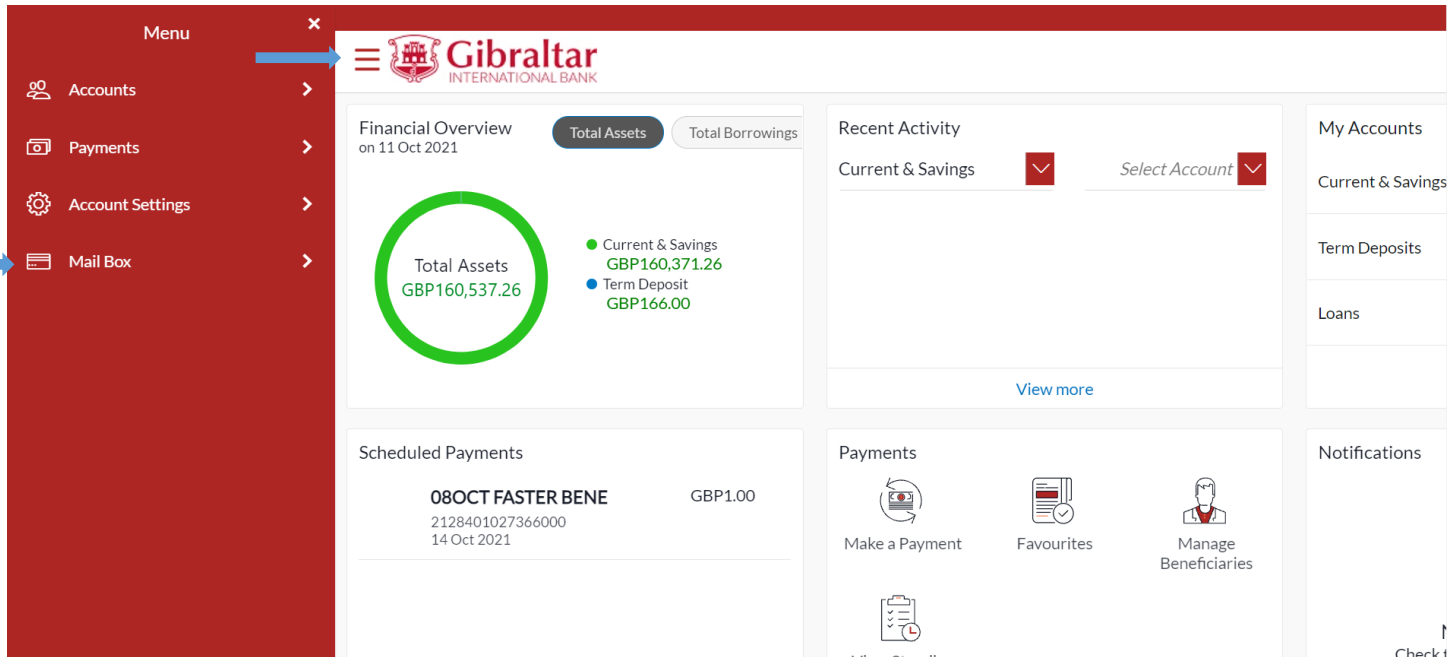 Menu
Accounts
Payments
Account Settings
Mail Box
Gibraltar
INTERNATIONAL BANK
Financial Overview
on 11 Oct 2021
Total Assets
Total Borrowings
Total Assets
GBP160,537.26
Current & Savings
GBP160,371.26
Term Deposit
GBP166.00
Recent Activity
Current & Savings
Select Account
View more
My Accounts
Current & Savings
Term Deposits
Loans
Scheduled Payments
08OCT FASTER BENE
GBP1.00
2128401027366000
14 Oct 2021
Payments
Make a Payment
Favourites
Manage
Beneficiaries
Notifications